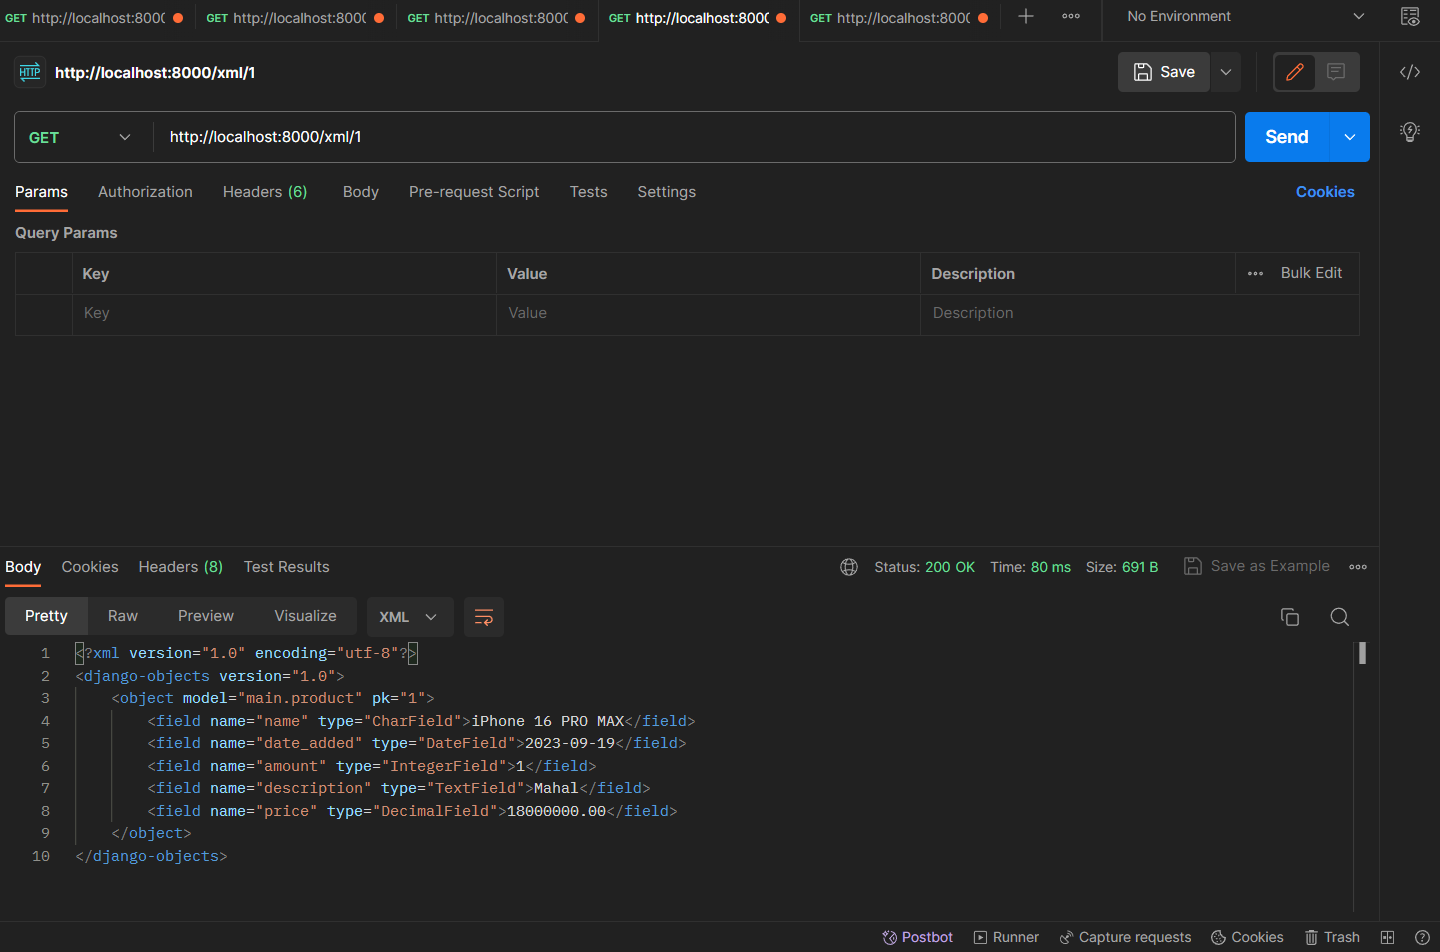 GET http://localhost:8000 GET http://localhost:8000 GET http://localhost:8000 GET http://localhost:8000 GET http://localhost:8000 No Environment
HTTP http://localhost:8000/xml/1 Save
GET http://localhost:8000/xml/1 Send
Params Authorization Headers (6) Body Pre-request Script Tests Settings Cookies
Query Params
Key Value Description Bulk Edit
Key Value Description
Body Cookies Headers (8) Test Results Status: 200 OK Time: 80 ms Size: 691 B Save as Example
Pretty Raw Preview Visualize XML
1 <?xml version="1.0" encoding="utf-8"?>
2 <django-objects version="1.0">
3 <object model="main.product" pk="1">
4 <field name="name" type="CharField">iPhone 16 PRO MAX</field>
5 <field name="date_added" type="DateField">2023-09-19</field>
6 <field name="amount" type="IntegerField">1</field>
7 <field name="description" type="TextField">Mahal</field>
8 <field name="price" type="DecimalField">18000000.00</field>
9 </object>
10 </django-objects>
Postbot Runner Capture requests Cookies Trash